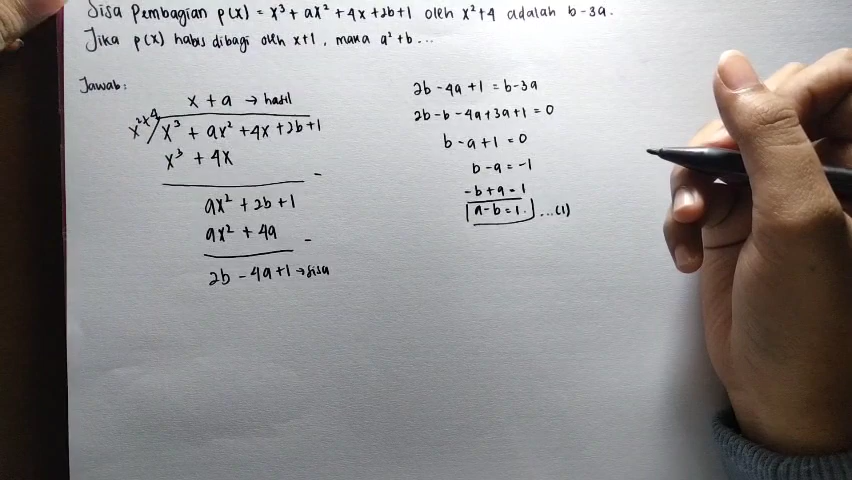 Sisa Pembagian p(x) = x³ + ax² + 4x + 2b + 1 oleh x² + 4 adalah b - 3a.
Jika p(x) habis dibagi oleh x + 1, maka a² + b ...
Jawab:
x + a → hasil
x² x 4 / x³ + ax² + 4x + 2b + 1
x³ + 4x
-
ax² + 2b + 1
ax² + 4a
-
2b - 4a + 1 → sisa
2b - 4a + 1 = b - 3a
2b - b - 4a + 3a + 1 = 0
b - a + 1 = 0
b - a = -1
-b + a = 1
a - b = 1. ...(1)